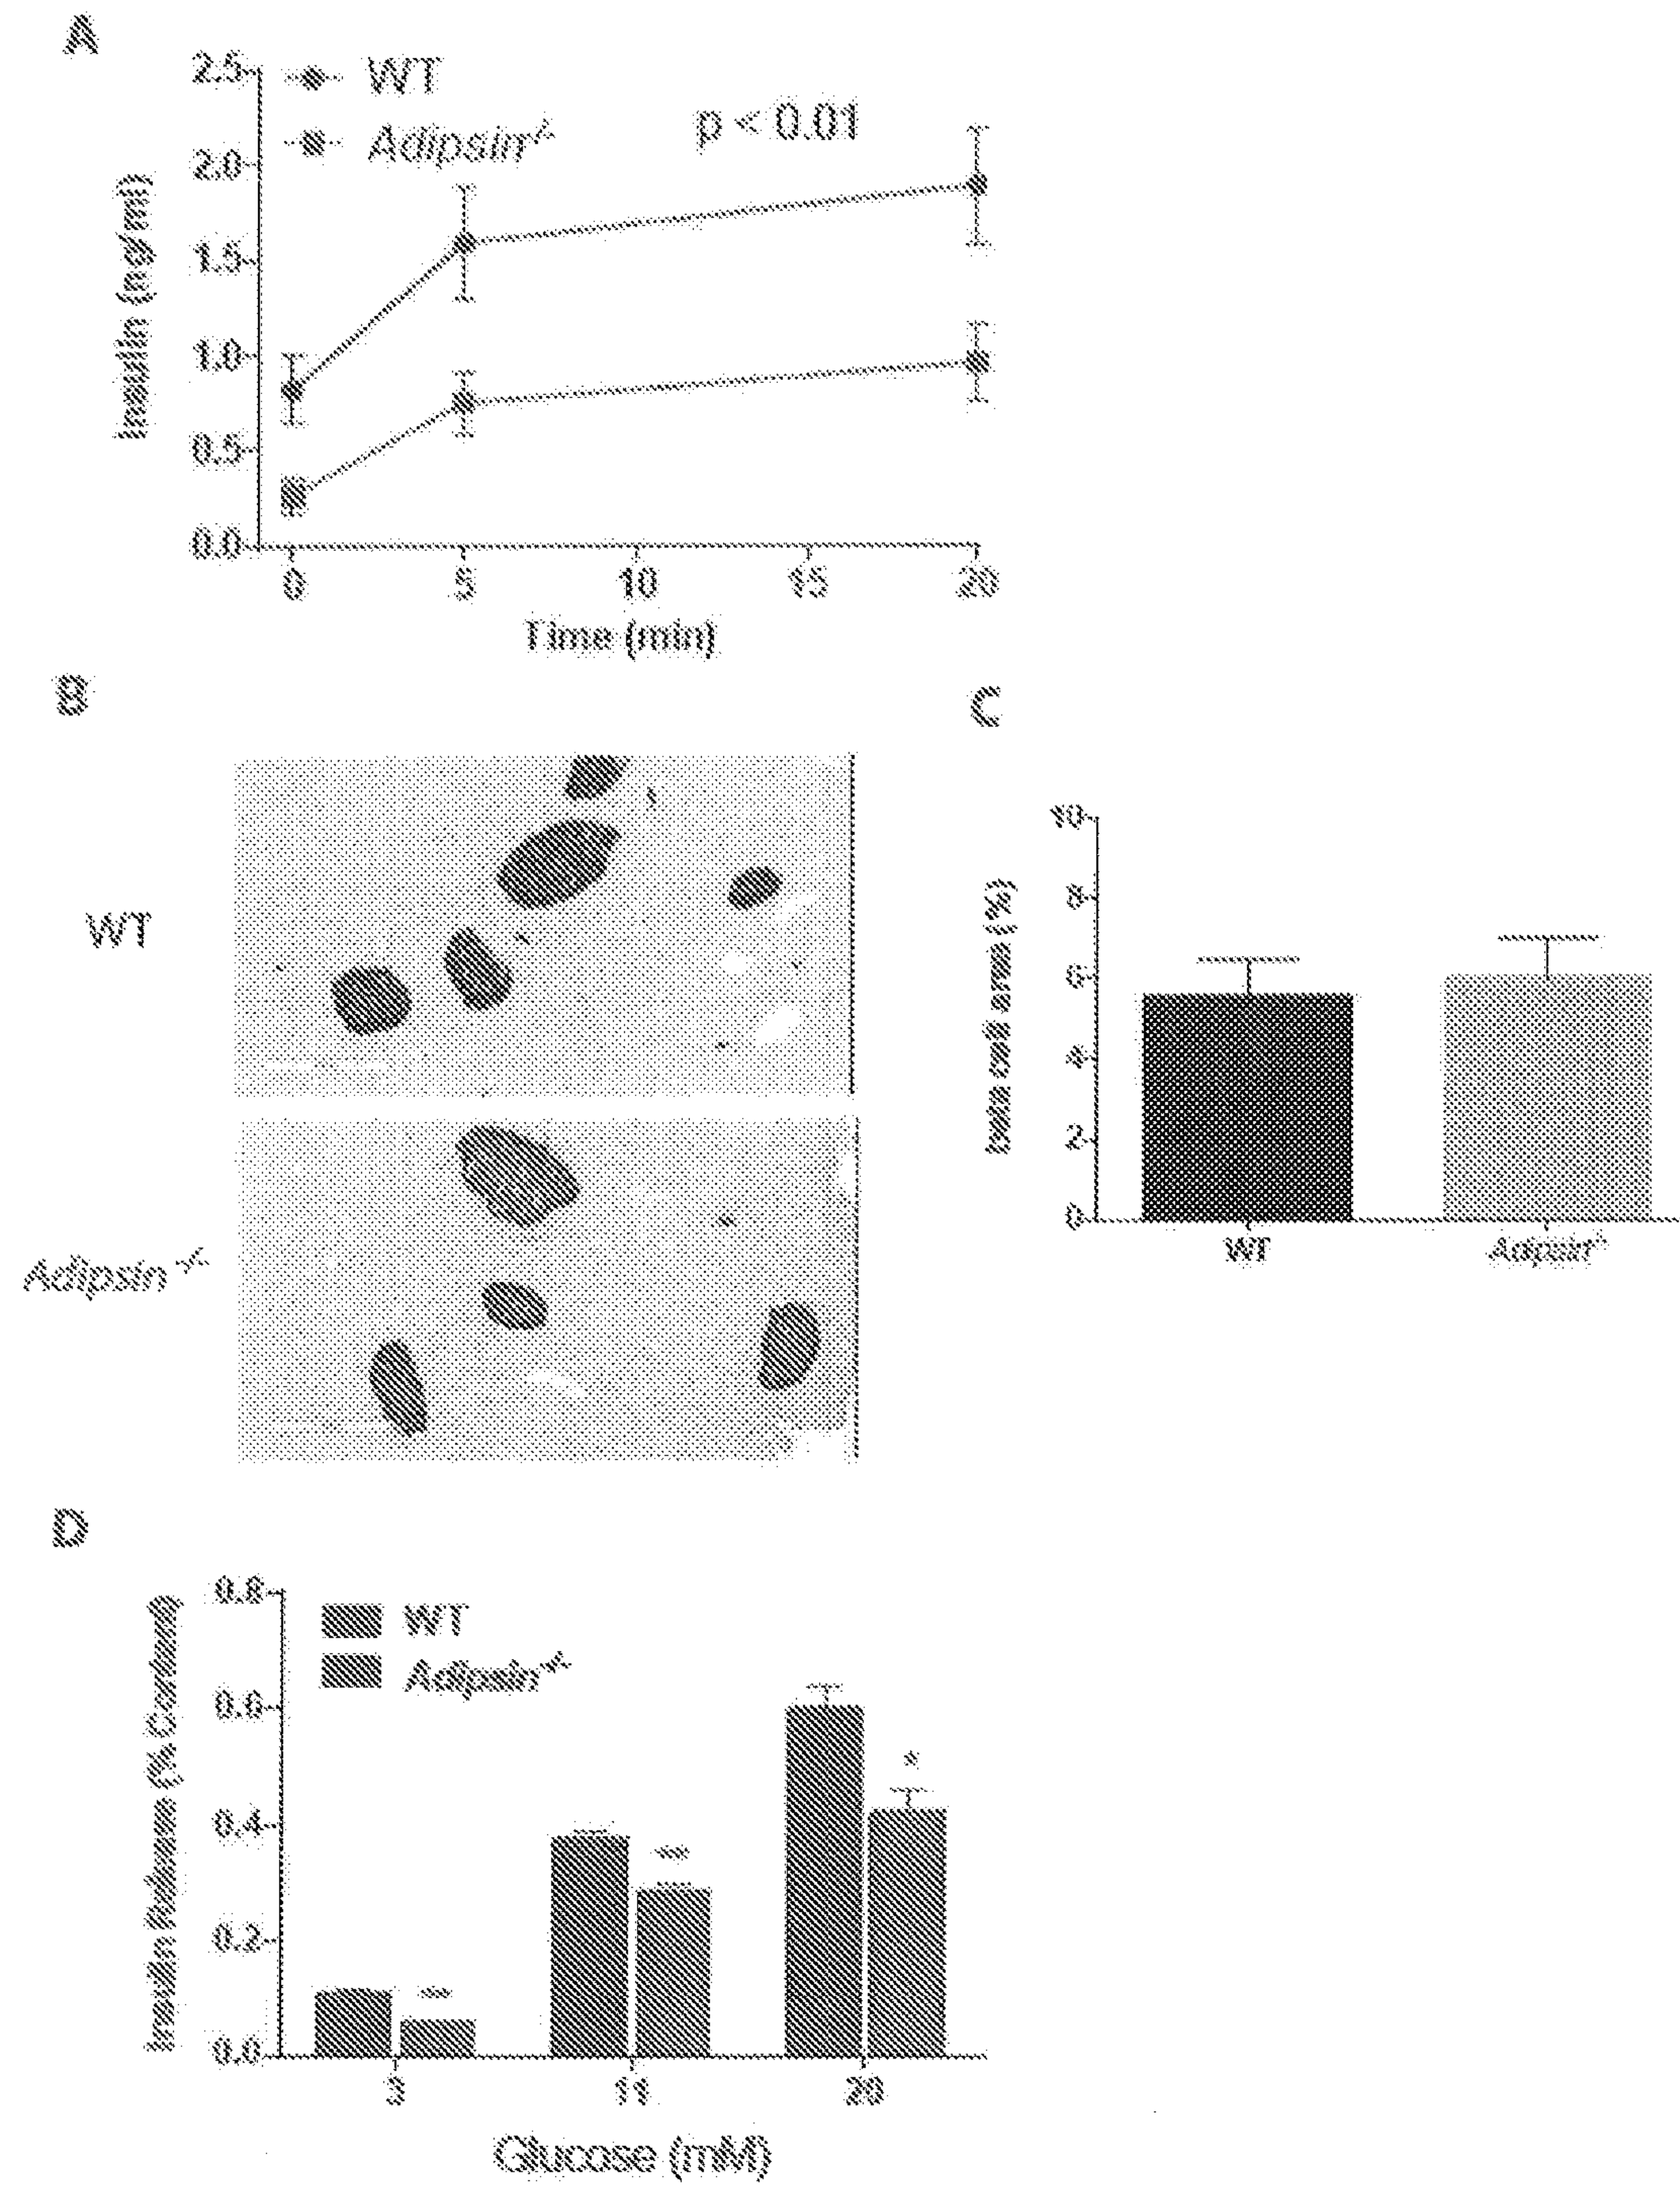 A
2.5
WT
Adipsin-/-
p < 0.01
2.0
1.5
1.0
0.5
0.0
Insulin (ng/ml)
0 5 10 15 20
Time (min)
B
WT
Adipsin -/-
C
10
8
6
4
2
0
beta cell area (%)
WT Adipsin-/-
D
0.8
WT
Adipsin-/-
0.6
0.4
0.2
0.0
Insulin Release (% Content)
**
**
*
3 11 20
Glucose (mM)